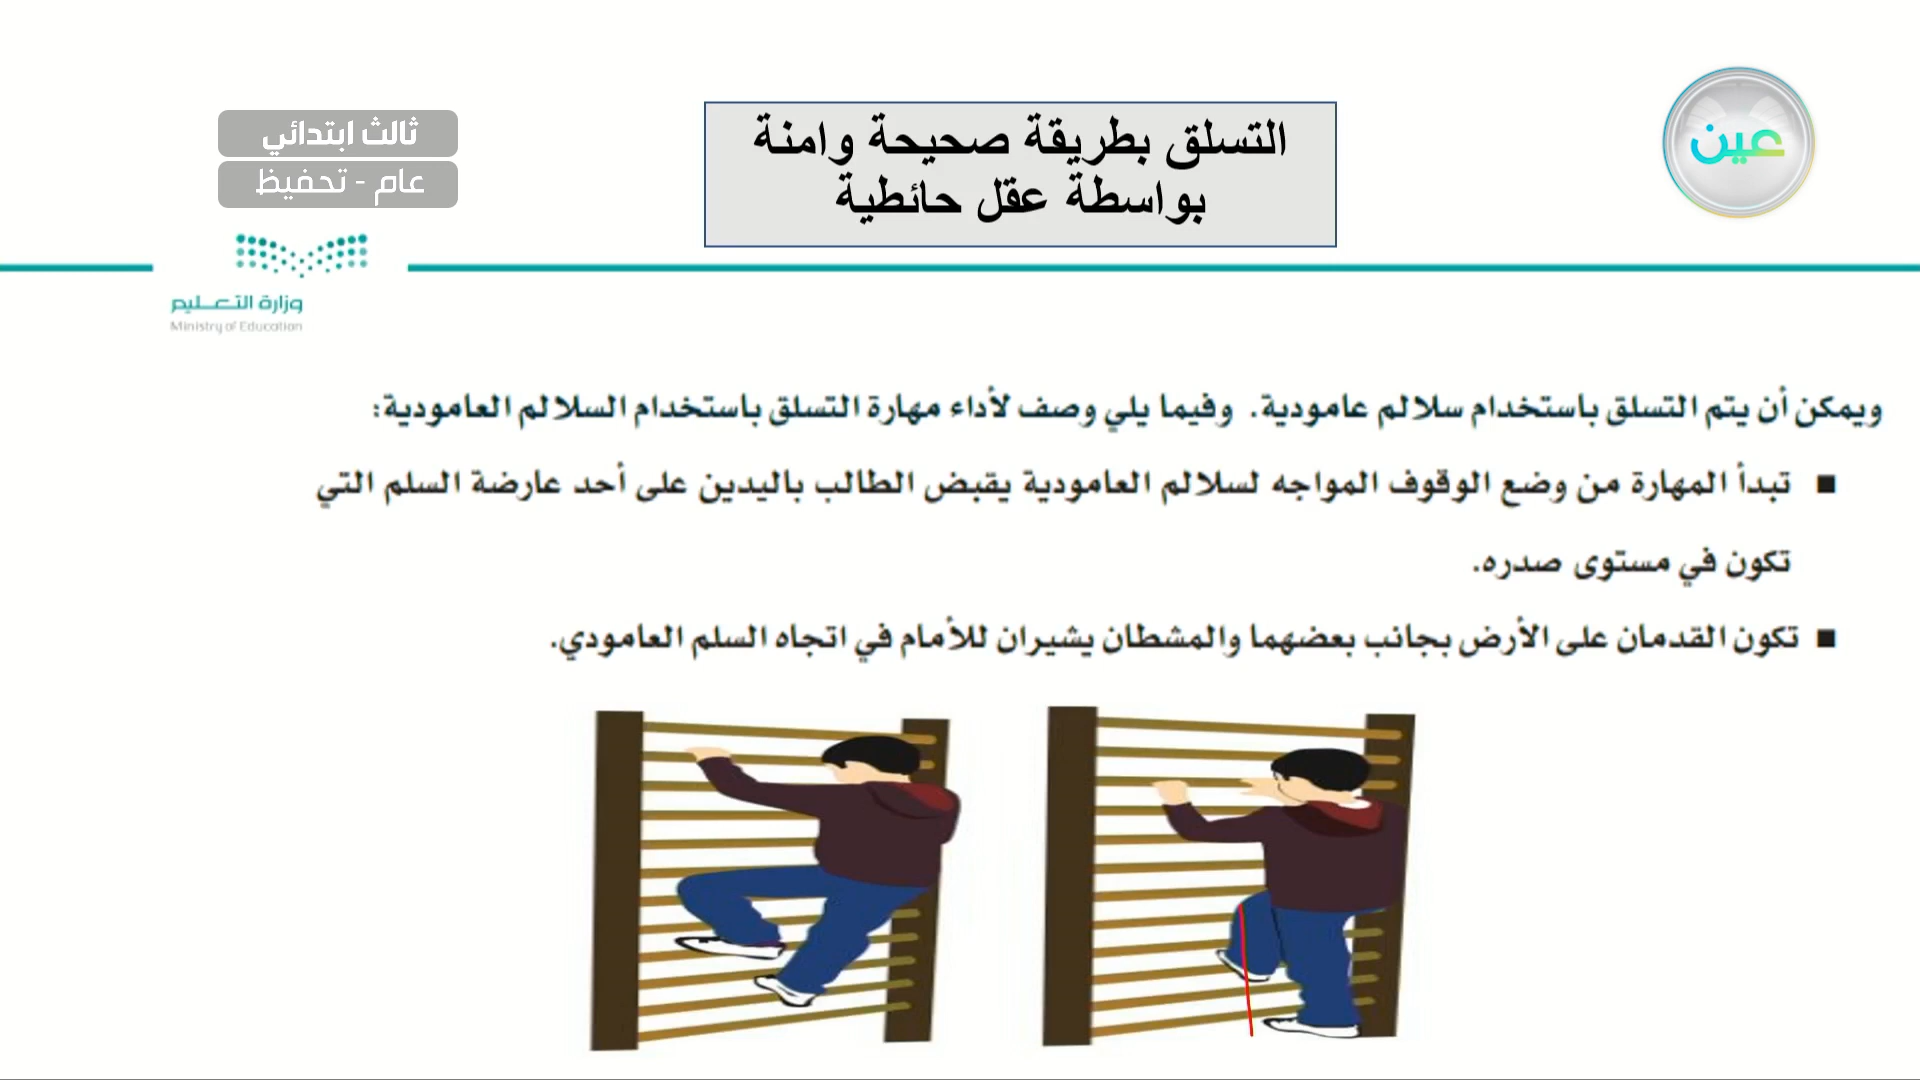 عين
التسلق بطريقة صحيحة وامنة
بواسطة عقل حائطية
ثالث ابتدائي
عام - تحفيظ
وزارة التعليم
Ministry of Education
ويمكن أن يتم التسلق باستخدام سلالم عامودية. وفيما يلي وصف لأداء مهارة التسلق باستخدام السلالم العامودية:
■ تبدأ المهارة من وضع الوقوف المواجه لسلالم العامودية يقبض الطالب باليدين على أحد عارضة السلم التي
تكون في مستوى صدره.
■ تكون القدمان على الأرض بجانب بعضهما والمشطان يشيران للأمام في اتجاه السلم العامودي.